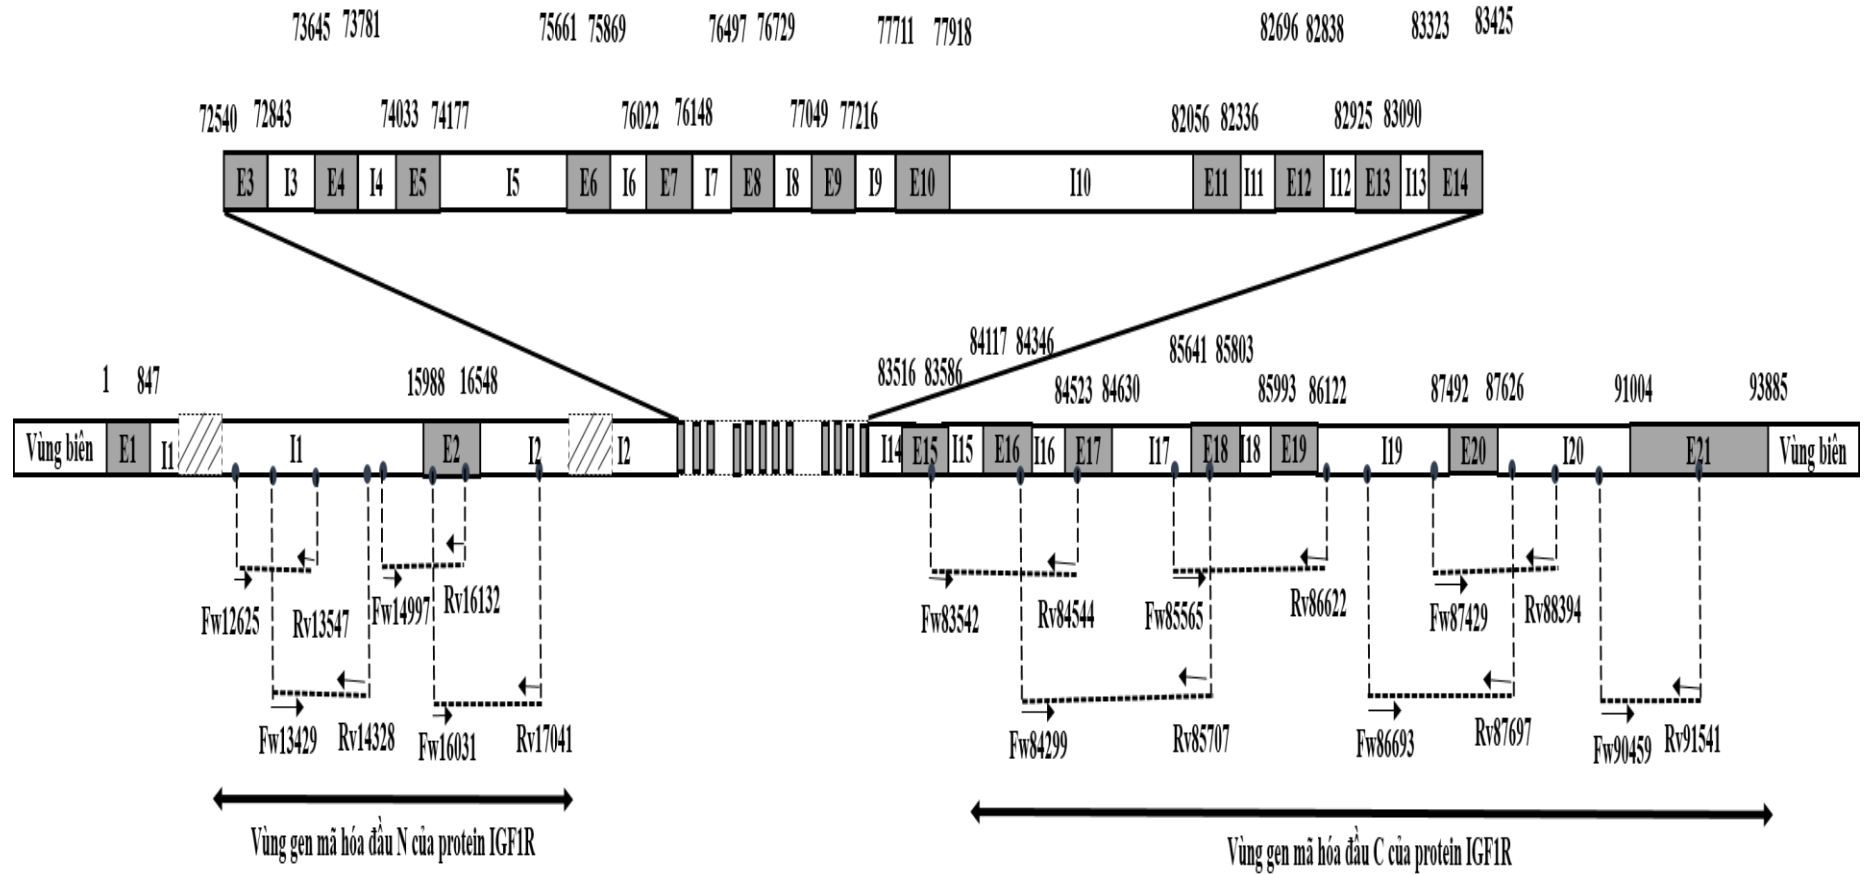 73645 73781 75661 75869 76497 76729 77711 77918 82696 82838 83323 83425
72540 72843 74033 74177 76022 76148 77049 77216 82056 82336 82925 83090
E3 I3 E4 I4 E5 I5 E6 I6 E7 I7 E8 I8 E9 I9 E10 I10 E11 I11 E12 I12 E13 I13 E14
84117 84346 85641 85803
1 847 15988 16548 83516 83586 84523 84630 85993 86122 87492 87626 91004 93885
Vùng biên E1 I1 I1 E2 I2 I2 I14 E15 I15 E16 I16 E17 I17 E18 I18 E19 I19 E20 I20 E21 Vùng biên
Fw12625 Rv13547 Fw14997 Rv16132 Fw83542 Rv84544 Fw85565 Rv86622 Fw87429 Rv88394
Fw13429 Rv14328 Fw16031 Rv17041 Fw84299 Rv85707 Fw86693 Rv87697 Fw90459 Rv91541
Vùng gen mã hóa đầu N của protein IGF1R
Vùng gen mã hóa đầu C của protein IGF1R